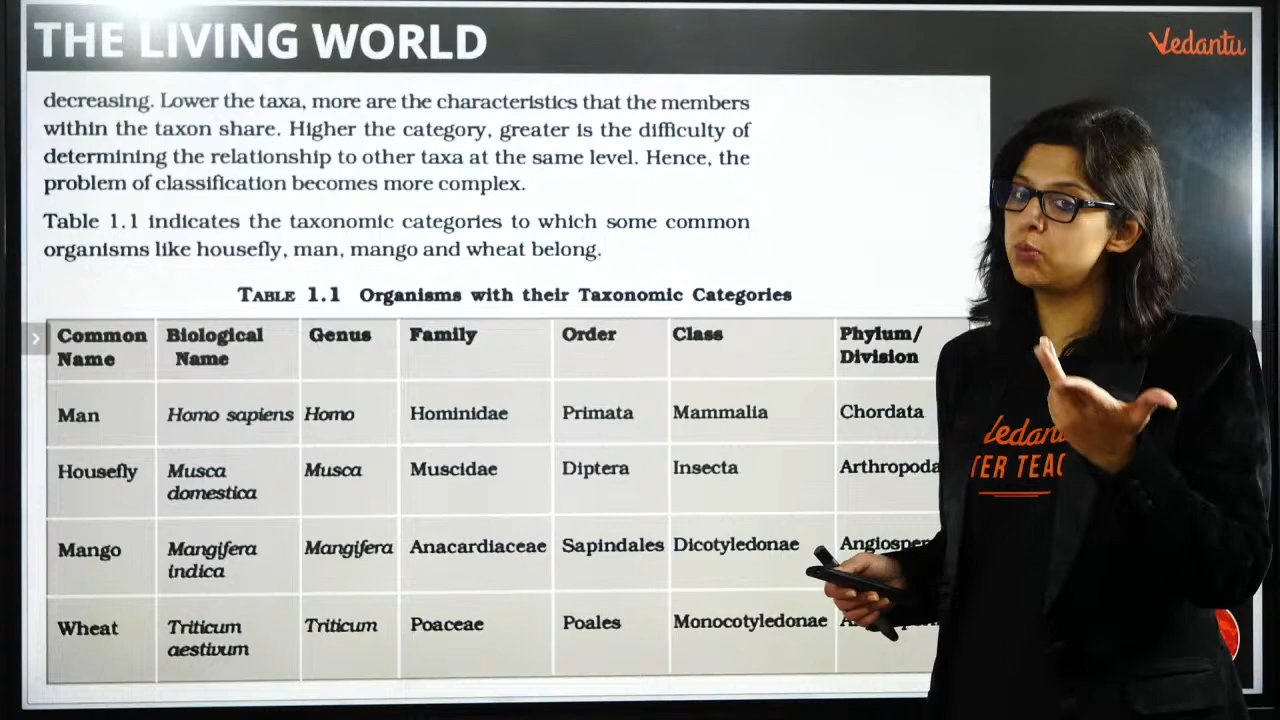 THE LIVING WORLD
Vedantu
decreasing. Lower the taxa, more are the characteristics that the members
within the taxon share. Higher the category, greater is the difficulty of
determining the relationship to other taxa at the same level. Hence, the
problem of classification becomes more complex.
Table 1.1 indicates the taxonomic categories to which some common
organisms like housefly, man, mango and wheat belong.
TABLE 1.1 Organisms with their Taxonomic Categories
Common Name Biological Name Genus Family Order Class Phylum/ Division
Man Homo sapiens Homo Hominidae Primata Mammalia Chordata
Housefly Musca domestica Musca Muscidae Diptera Insecta Arthropoda
Mango Mangifera indica Mangifera Anacardiaceae Sapindales Dicotyledonae Angiosper
Wheat Triticum aestivum Triticum Poaceae Poales Monocotyledonae
edan
TER TEAC